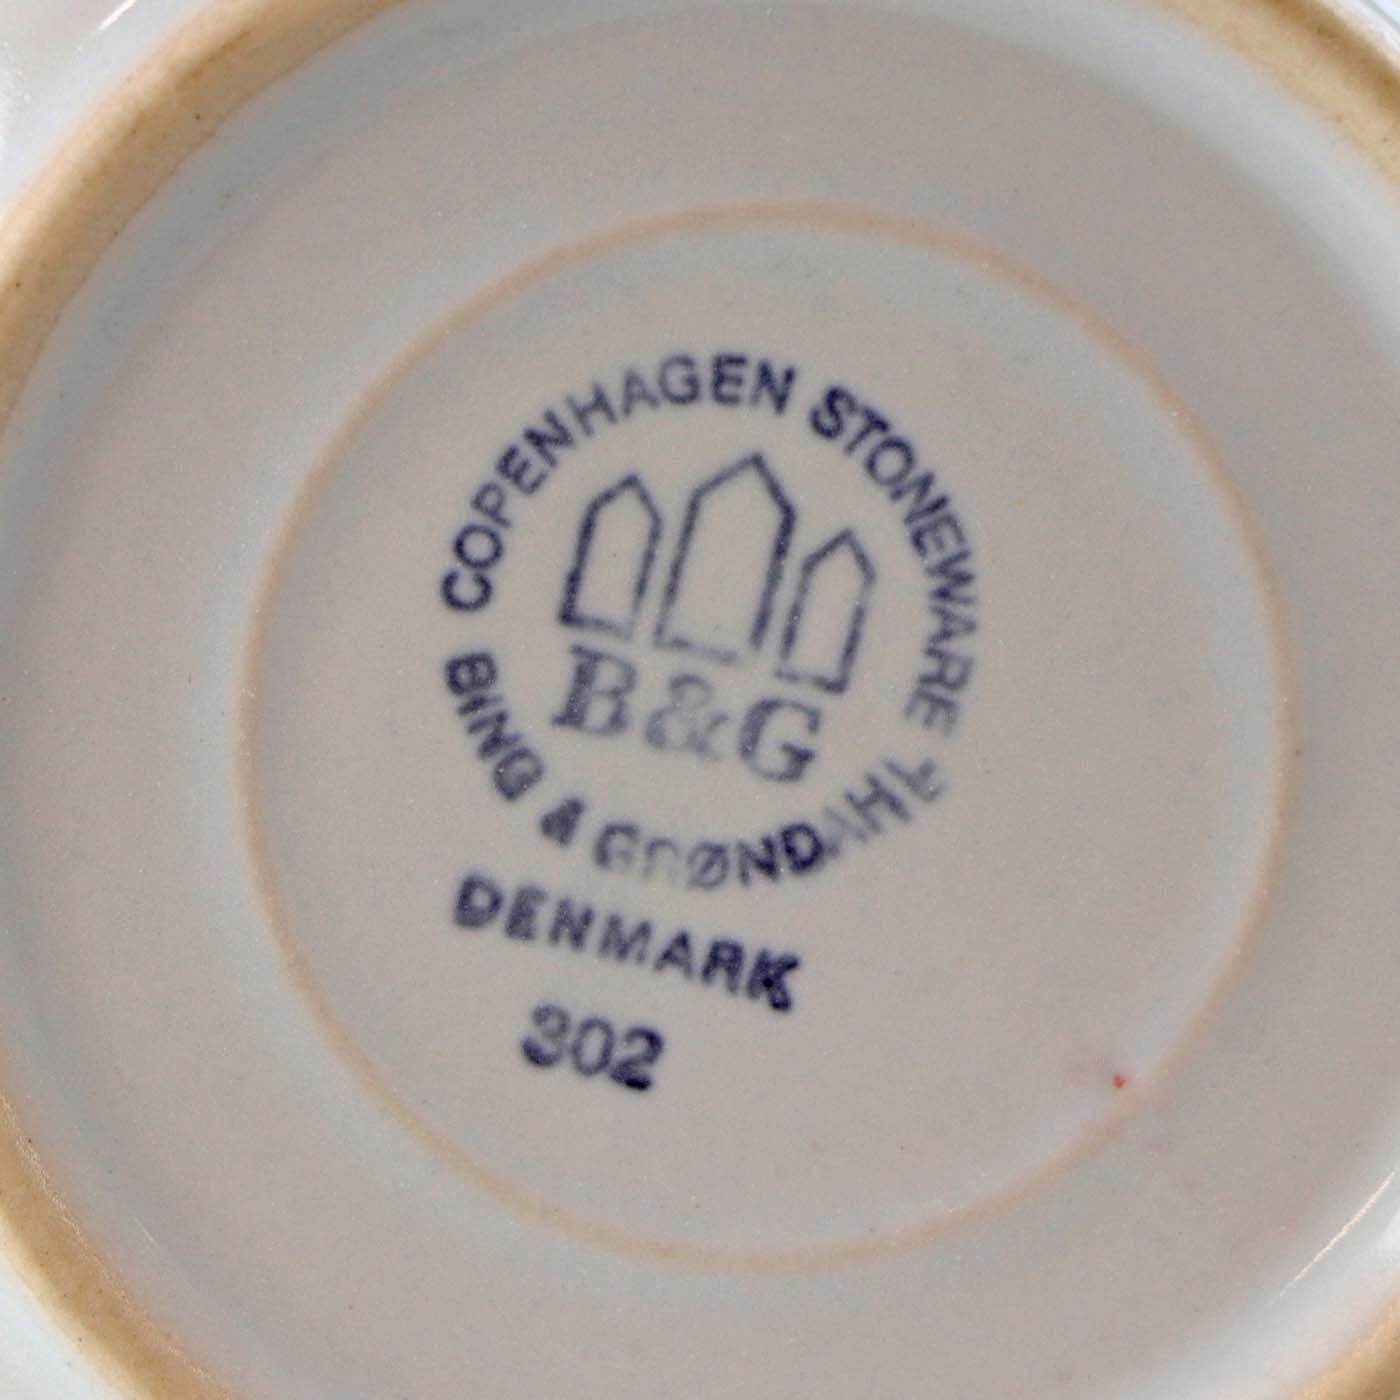 COPENHAGEN STONEWARE
B&G
BING & GRØNDAHL
DENMARK
302